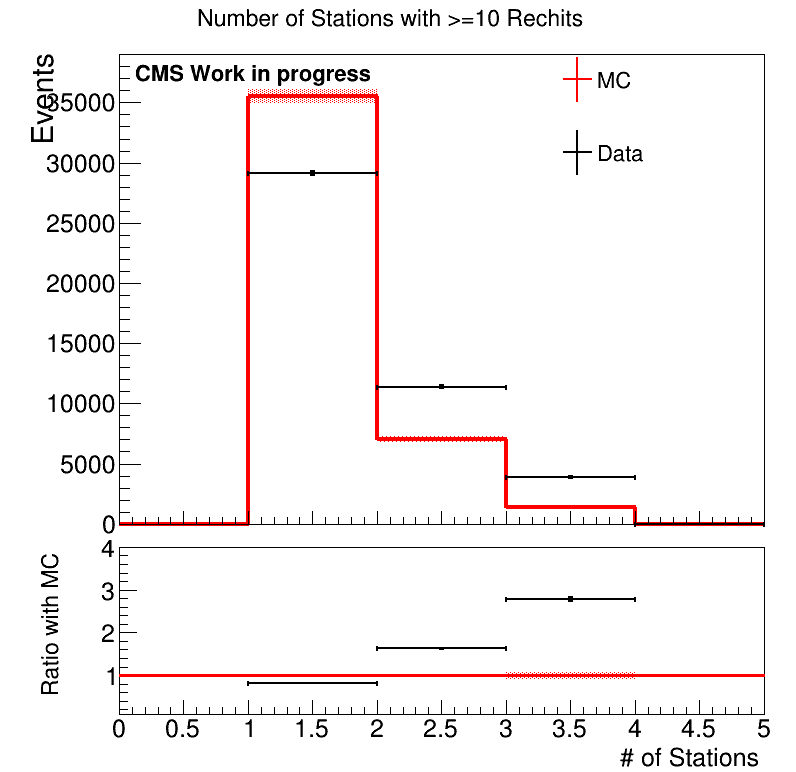 Number of Stations with >=10 Rechits
CMS Work in progress
MC
Data
Events
35000
30000
25000
20000
15000
10000
5000
0
Ratio with MC
4
3
2
1
0 0.5 1 1.5 2 2.5 3 3.5 4 4.5 5
# of Stations